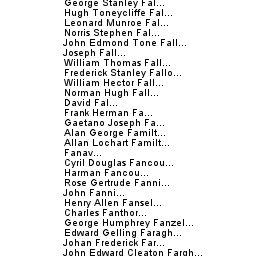 George Stanley Fal...
Hugh Toneycliffe Fal...
Leonard Munroe Fal...
Norris Stephen Fal...
John Edmond Tone Fall...
Joseph Fall...
William Thomas Fall...
Frederick Stanley Fallo...
William Hector Fall...
Norman Hugh Fall...
David Fal...
Frank Herman Fa...
Gaetano Joseph Fa...
Alan George Familt...
Allan Lochart Familt...
Fanav...
Cyril Douglas Fancou...
Harman Fancou...
Rose Gertrude Fanni...
John Fanni...
Henry Allen Fansel...
Charles Fanthor...
George Humphrey Fanzel...
Edward Gelling Faragh...
Johan Frederick Far...
John Edward Cleaton Fargh...